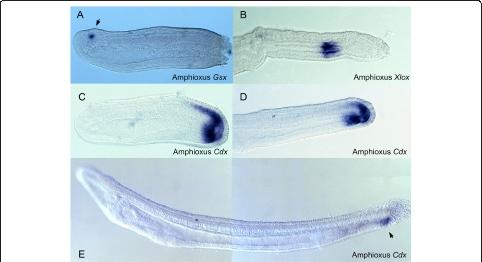 A
Amphioxus Gsx
B
Amphioxus Xlox
C
Amphioxus Cdx
D
Amphioxus Cdx
E
Amphioxus Cdx